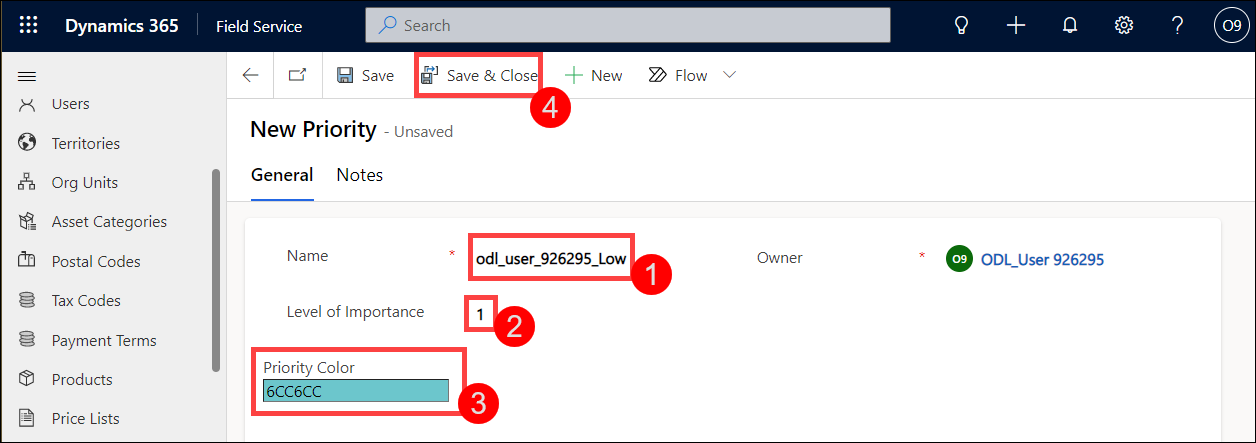 Dynamics 365 Field Service Search O9
Save Save & Close New Flow
4
Users
Territories
Org Units
Asset Categories
Postal Codes
Tax Codes
Payment Terms
Products
Price Lists
New Priority - Unsaved
General Notes
Name * odl_user_926295_Low 1 Owner * O9 ODL_User 926295
Level of Importance 1 2
Priority Color
6CC6CC 3